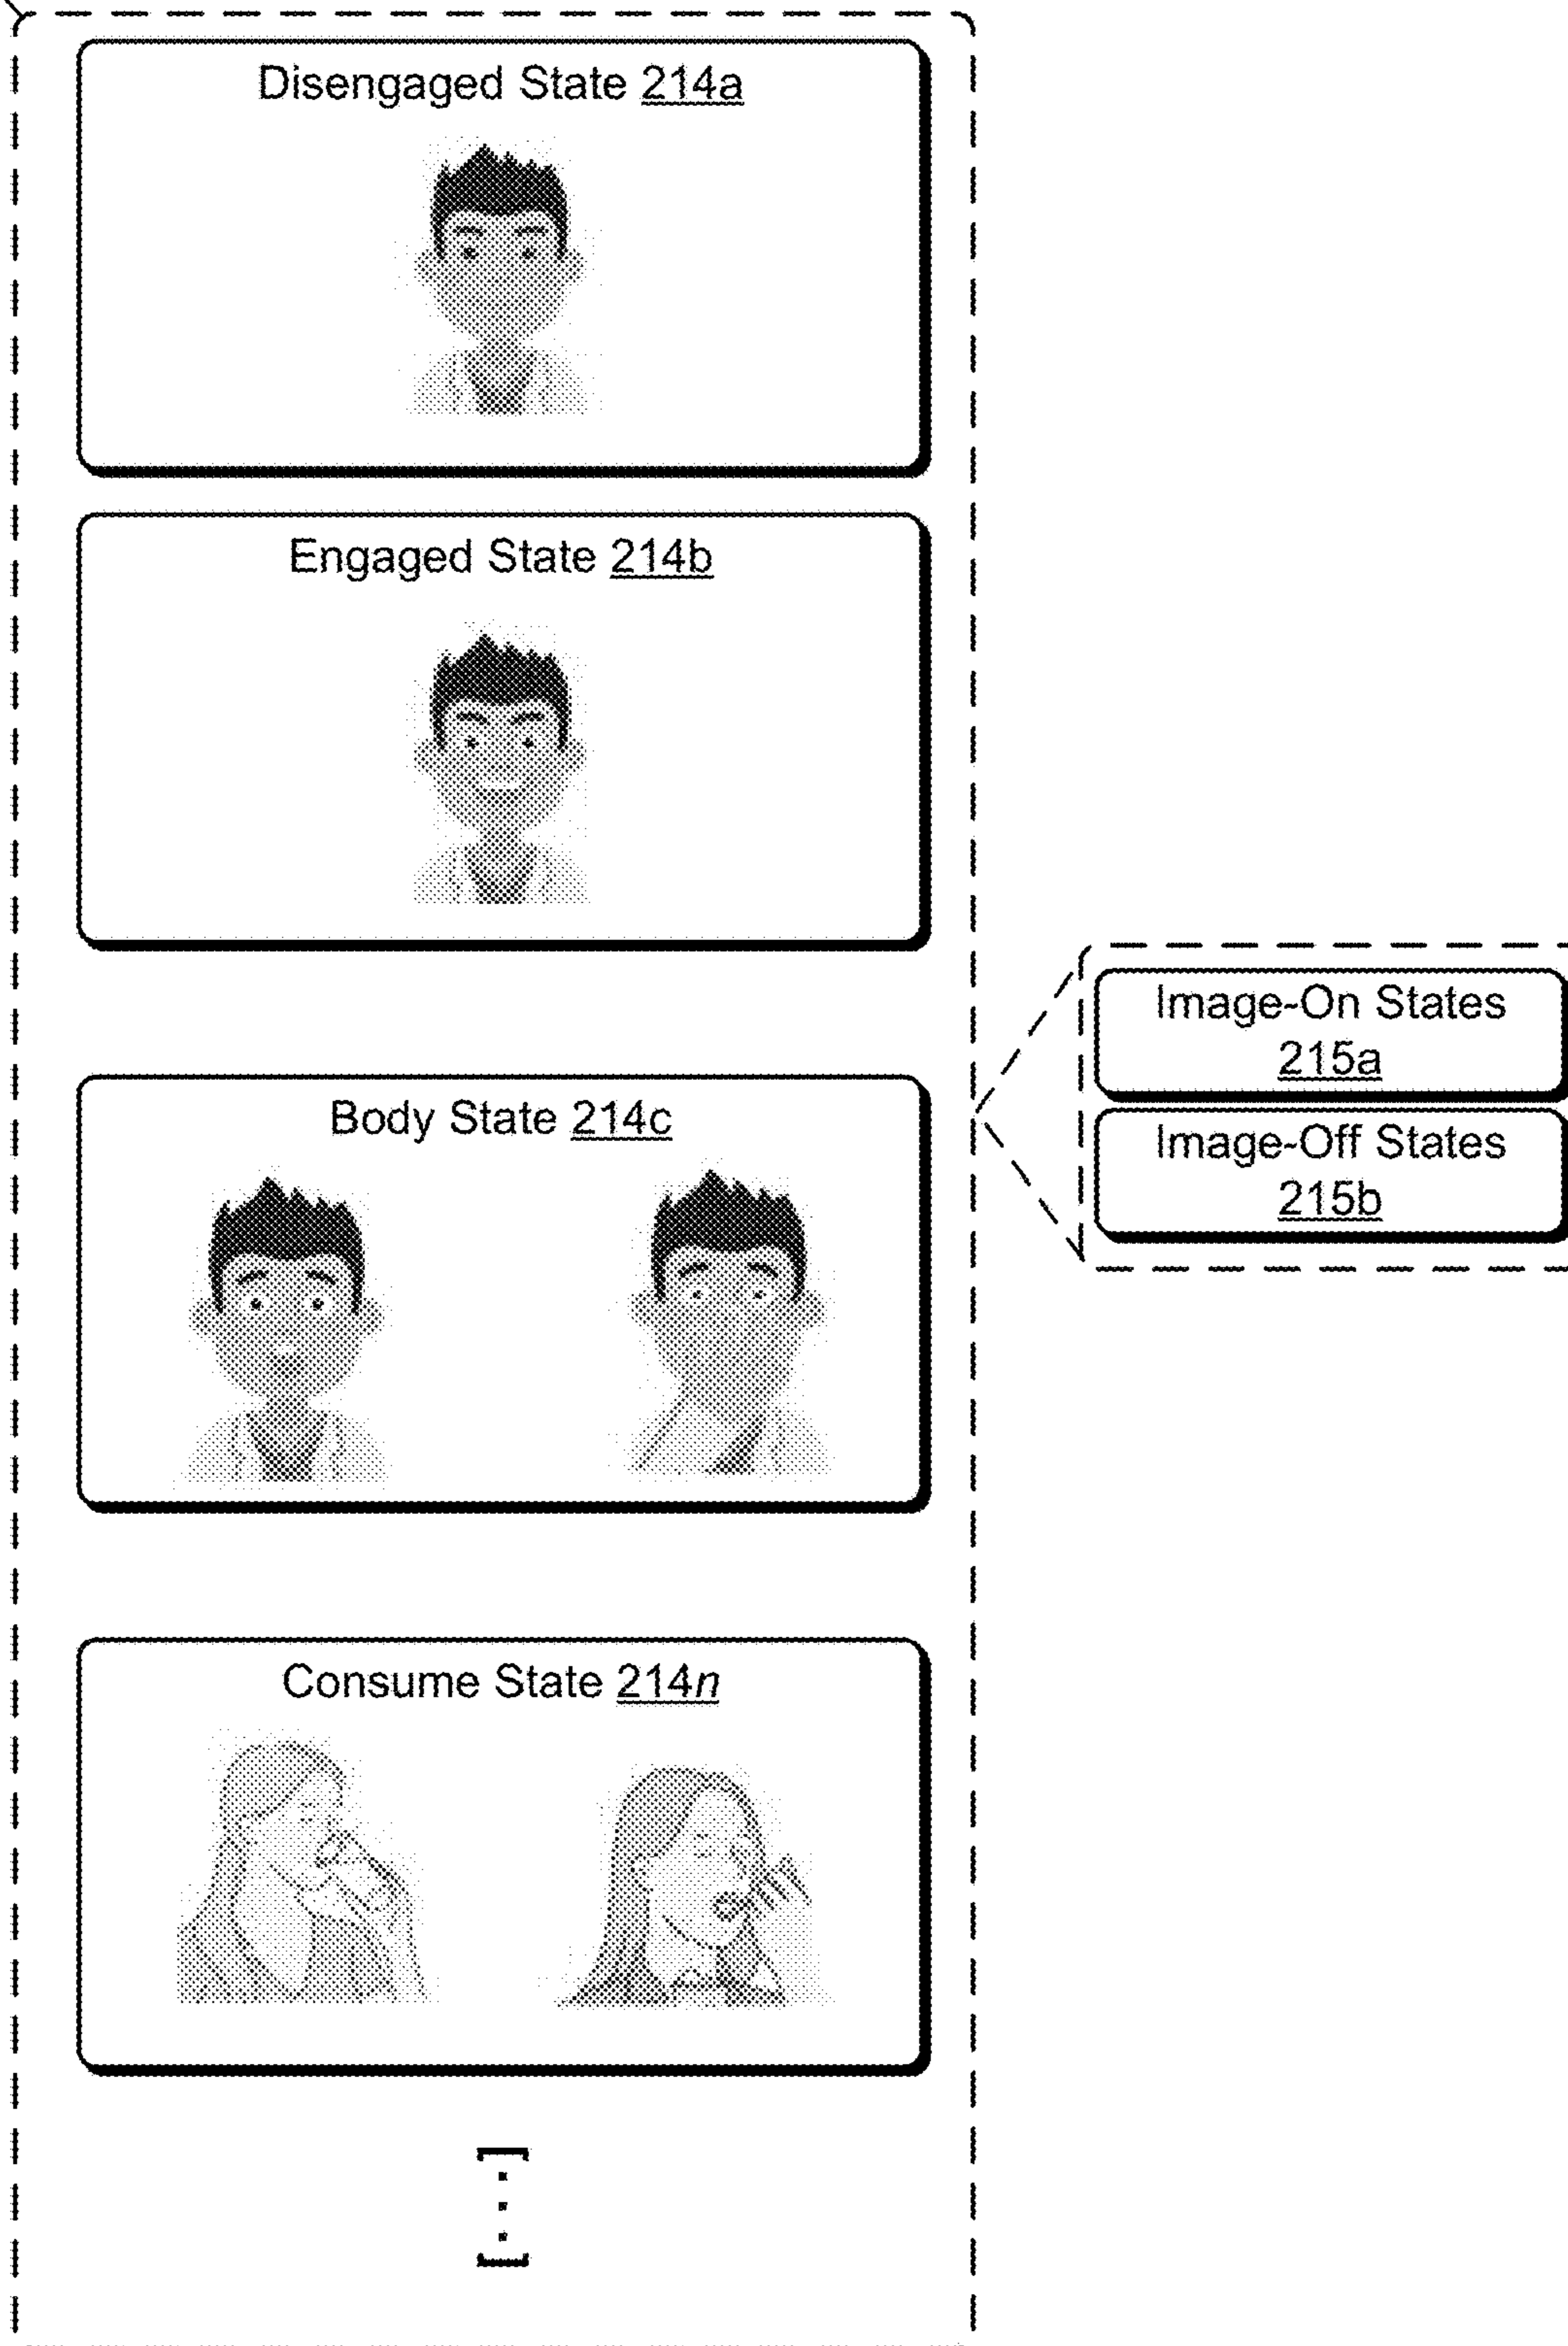 Disengaged State 214a
Engaged State 214b
Body State 214c
Image-On States
215a
Image-Off States
215b
Consume State 214n